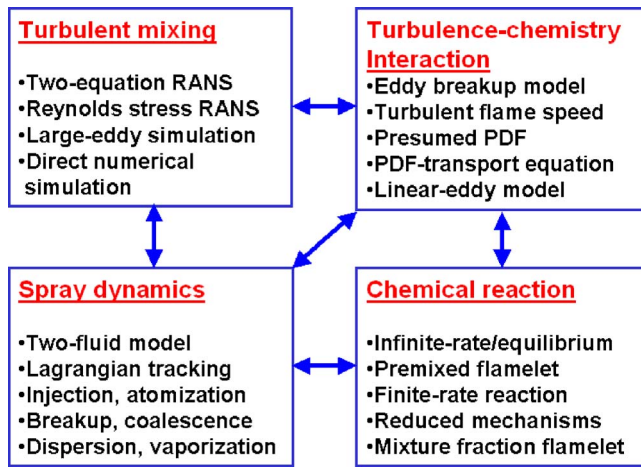 Turbulent mixing
•Two-equation RANS
•Reynolds stress RANS
•Large-eddy simulation
•Direct numerical
simulation
Turbulence-chemistry
Interaction
•Eddy breakup model
•Turbulent flame speed
•Presumed PDF
•PDF-transport equation
•Linear-eddy model
Spray dynamics
•Two-fluid model
•Lagrangian tracking
•Injection, atomization
•Breakup, coalescence
•Dispersion, vaporization
Chemical reaction
•Infinite-rate/equilibrium
•Premixed flamelet
•Finite-rate reaction
•Reduced mechanisms
•Mixture fraction flamelet